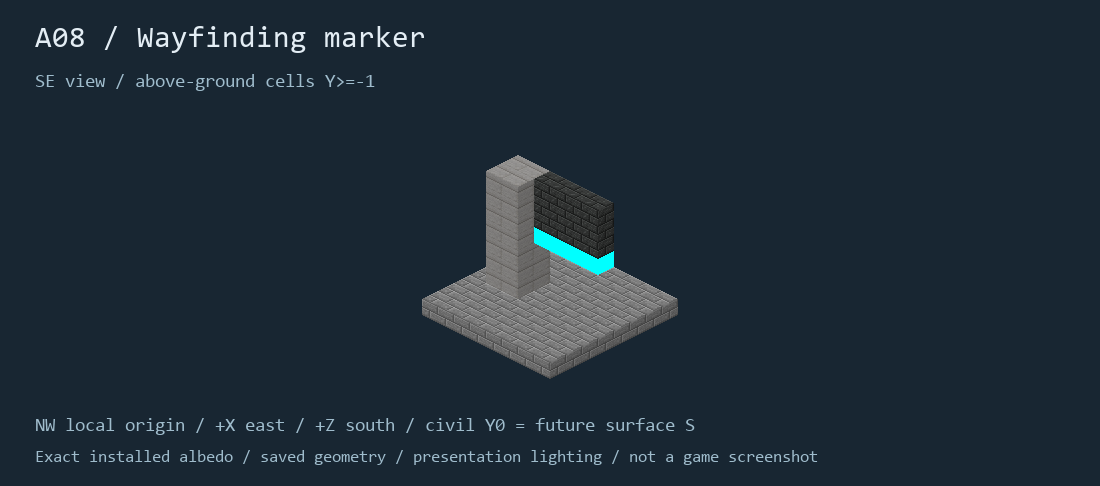 A08 / Wayfinding marker
SE view / above-ground cells Y>=-1
NW local origin / +X east / +Z south / civil Y0 = future surface S
Exact installed albedo / saved geometry / presentation lighting / not a game screenshot